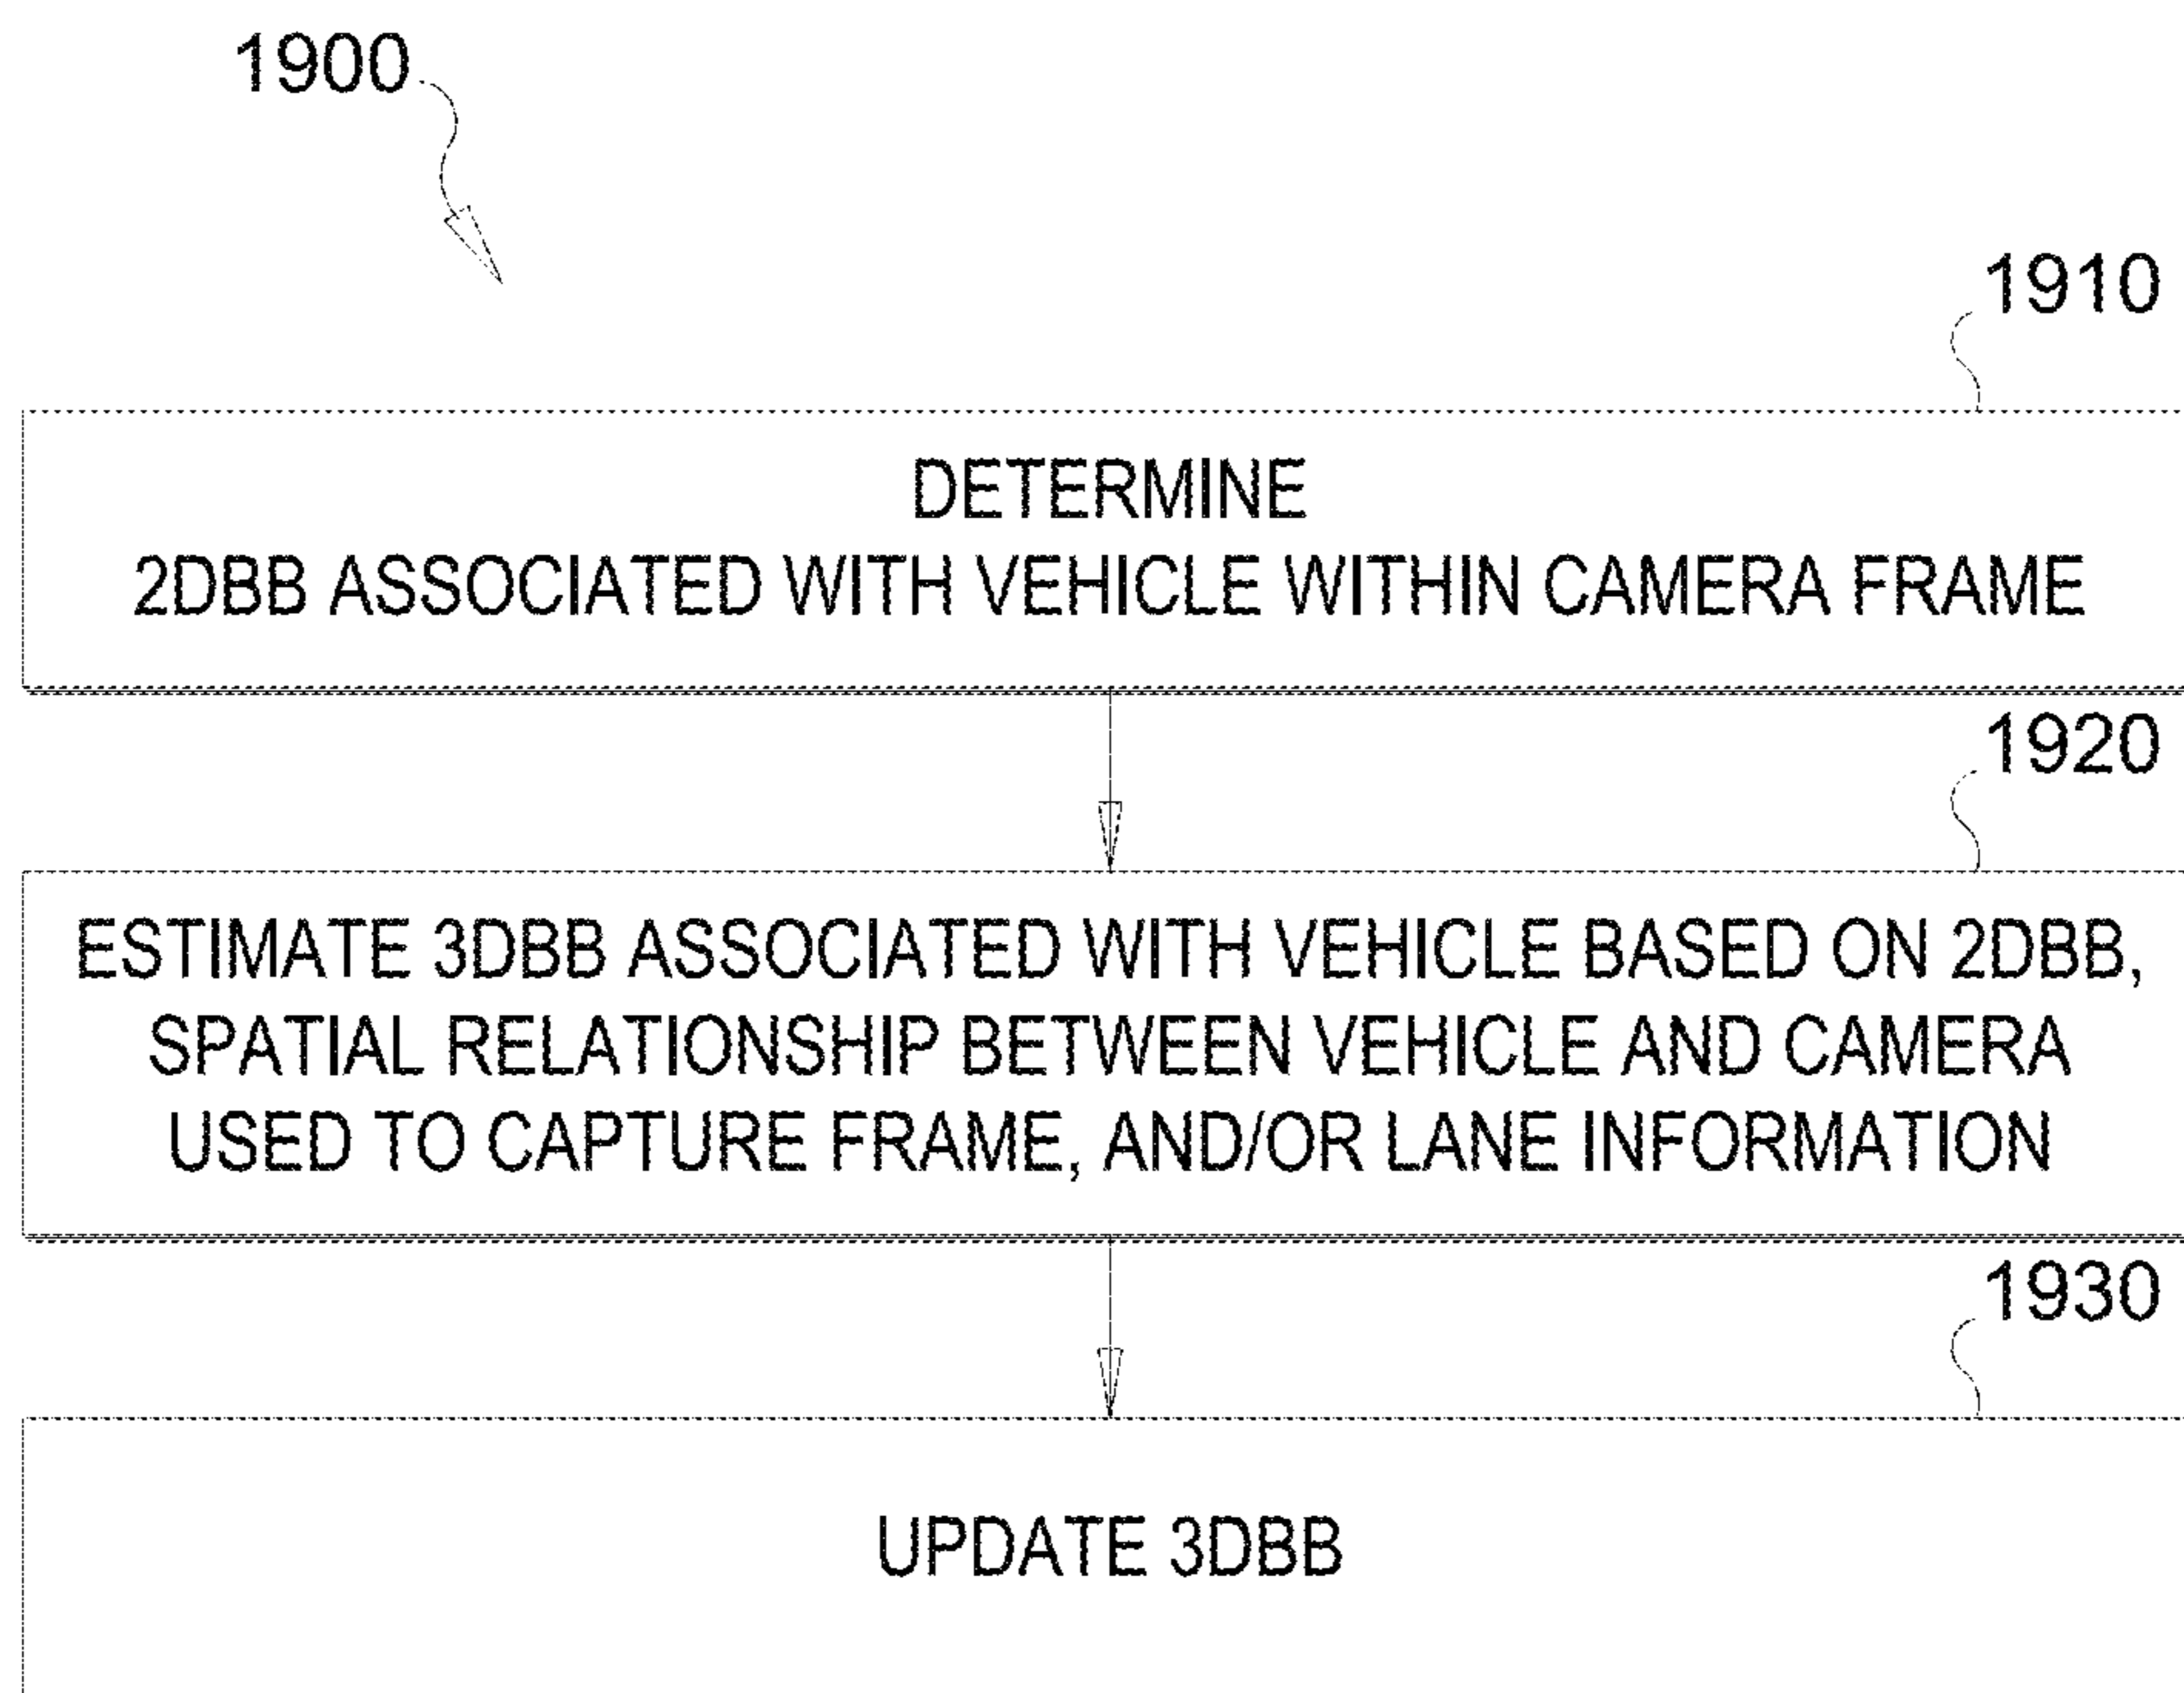 1900
1910
DETERMINE
2DBB ASSOCIATED WITH VEHICLE WITHIN CAMERA FRAME
1920
ESTIMATE 3DBB ASSOCIATED WITH VEHICLE BASED ON 2DBB,
SPATIAL RELATIONSHIP BETWEEN VEHICLE AND CAMERA
USED TO CAPTURE FRAME, AND/OR LANE INFORMATION
1930
UPDATE 3DBB